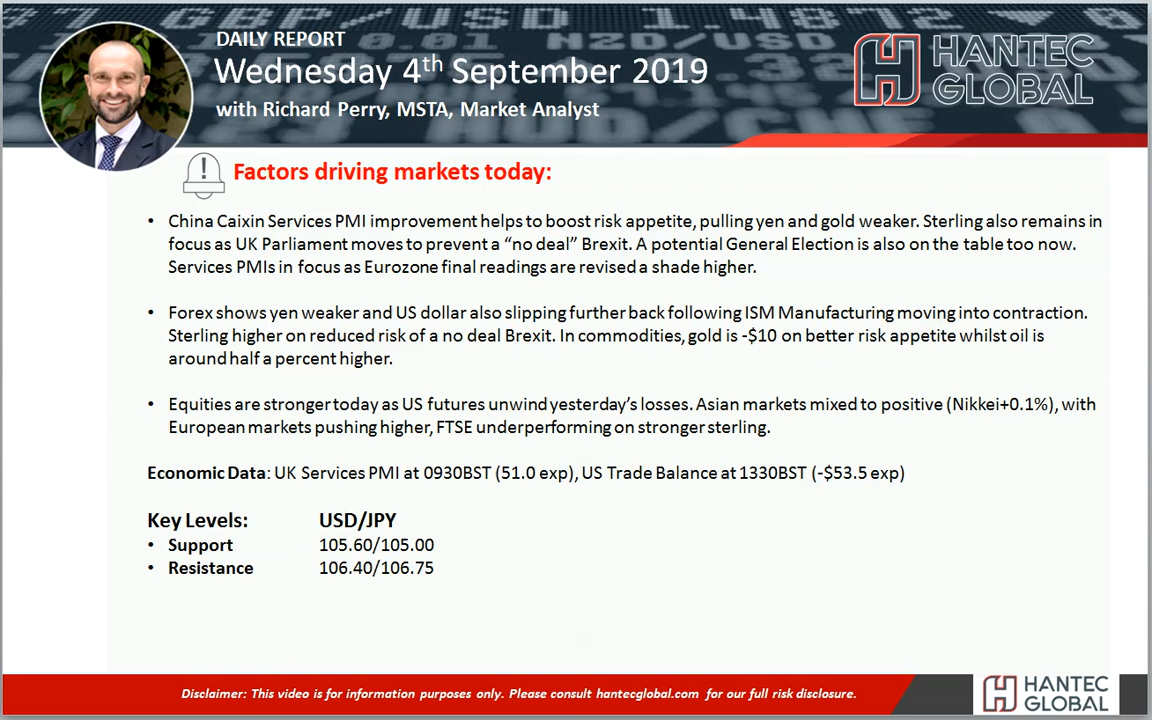 DAILY REPORT
Wednesday 4th September 2019
with Richard Perry, MSTA, Market Analyst
HANTEC
GLOBAL
Factors driving markets today:
• China Caixin Services PMI improvement helps to boost risk appetite, pulling yen and gold weaker. Sterling also remains in
focus as UK Parliament moves to prevent a “no deal” Brexit. A potential General Election is also on the table too now.
Services PMIs in focus as Eurozone final readings are revised a shade higher.
• Forex shows yen weaker and US dollar also slipping further back following ISM Manufacturing moving into contraction.
Sterling higher on reduced risk of a no deal Brexit. In commodities, gold is -$10 on better risk appetite whilst oil is
around half a percent higher.
• Equities are stronger today as US futures unwind yesterday’s losses. Asian markets mixed to positive (Nikkei+0.1%), with
European markets pushing higher, FTSE underperforming on stronger sterling.
Economic Data: UK Services PMI at 0930BST (51.0 exp), US Trade Balance at 1330BST (-$53.5 exp)
Key Levels: USD/JPY
• Support 105.60/105.00
• Resistance 106.40/106.75
Disclaimer: This video is for information purposes only. Please consult hantecglobal.com for our full risk disclosure.
HANTEC
GLOBAL